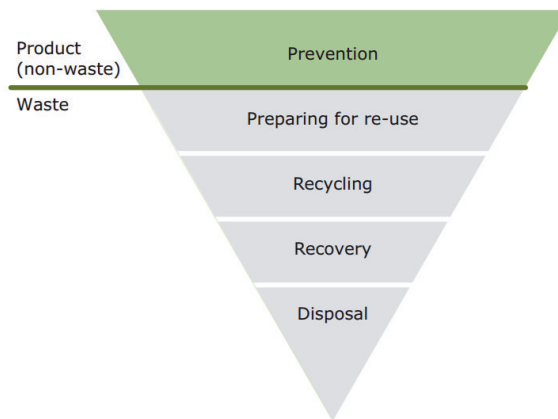 Product
(non-waste)
Prevention
Waste
Preparing for re-use
Recycling
Recovery
Disposal